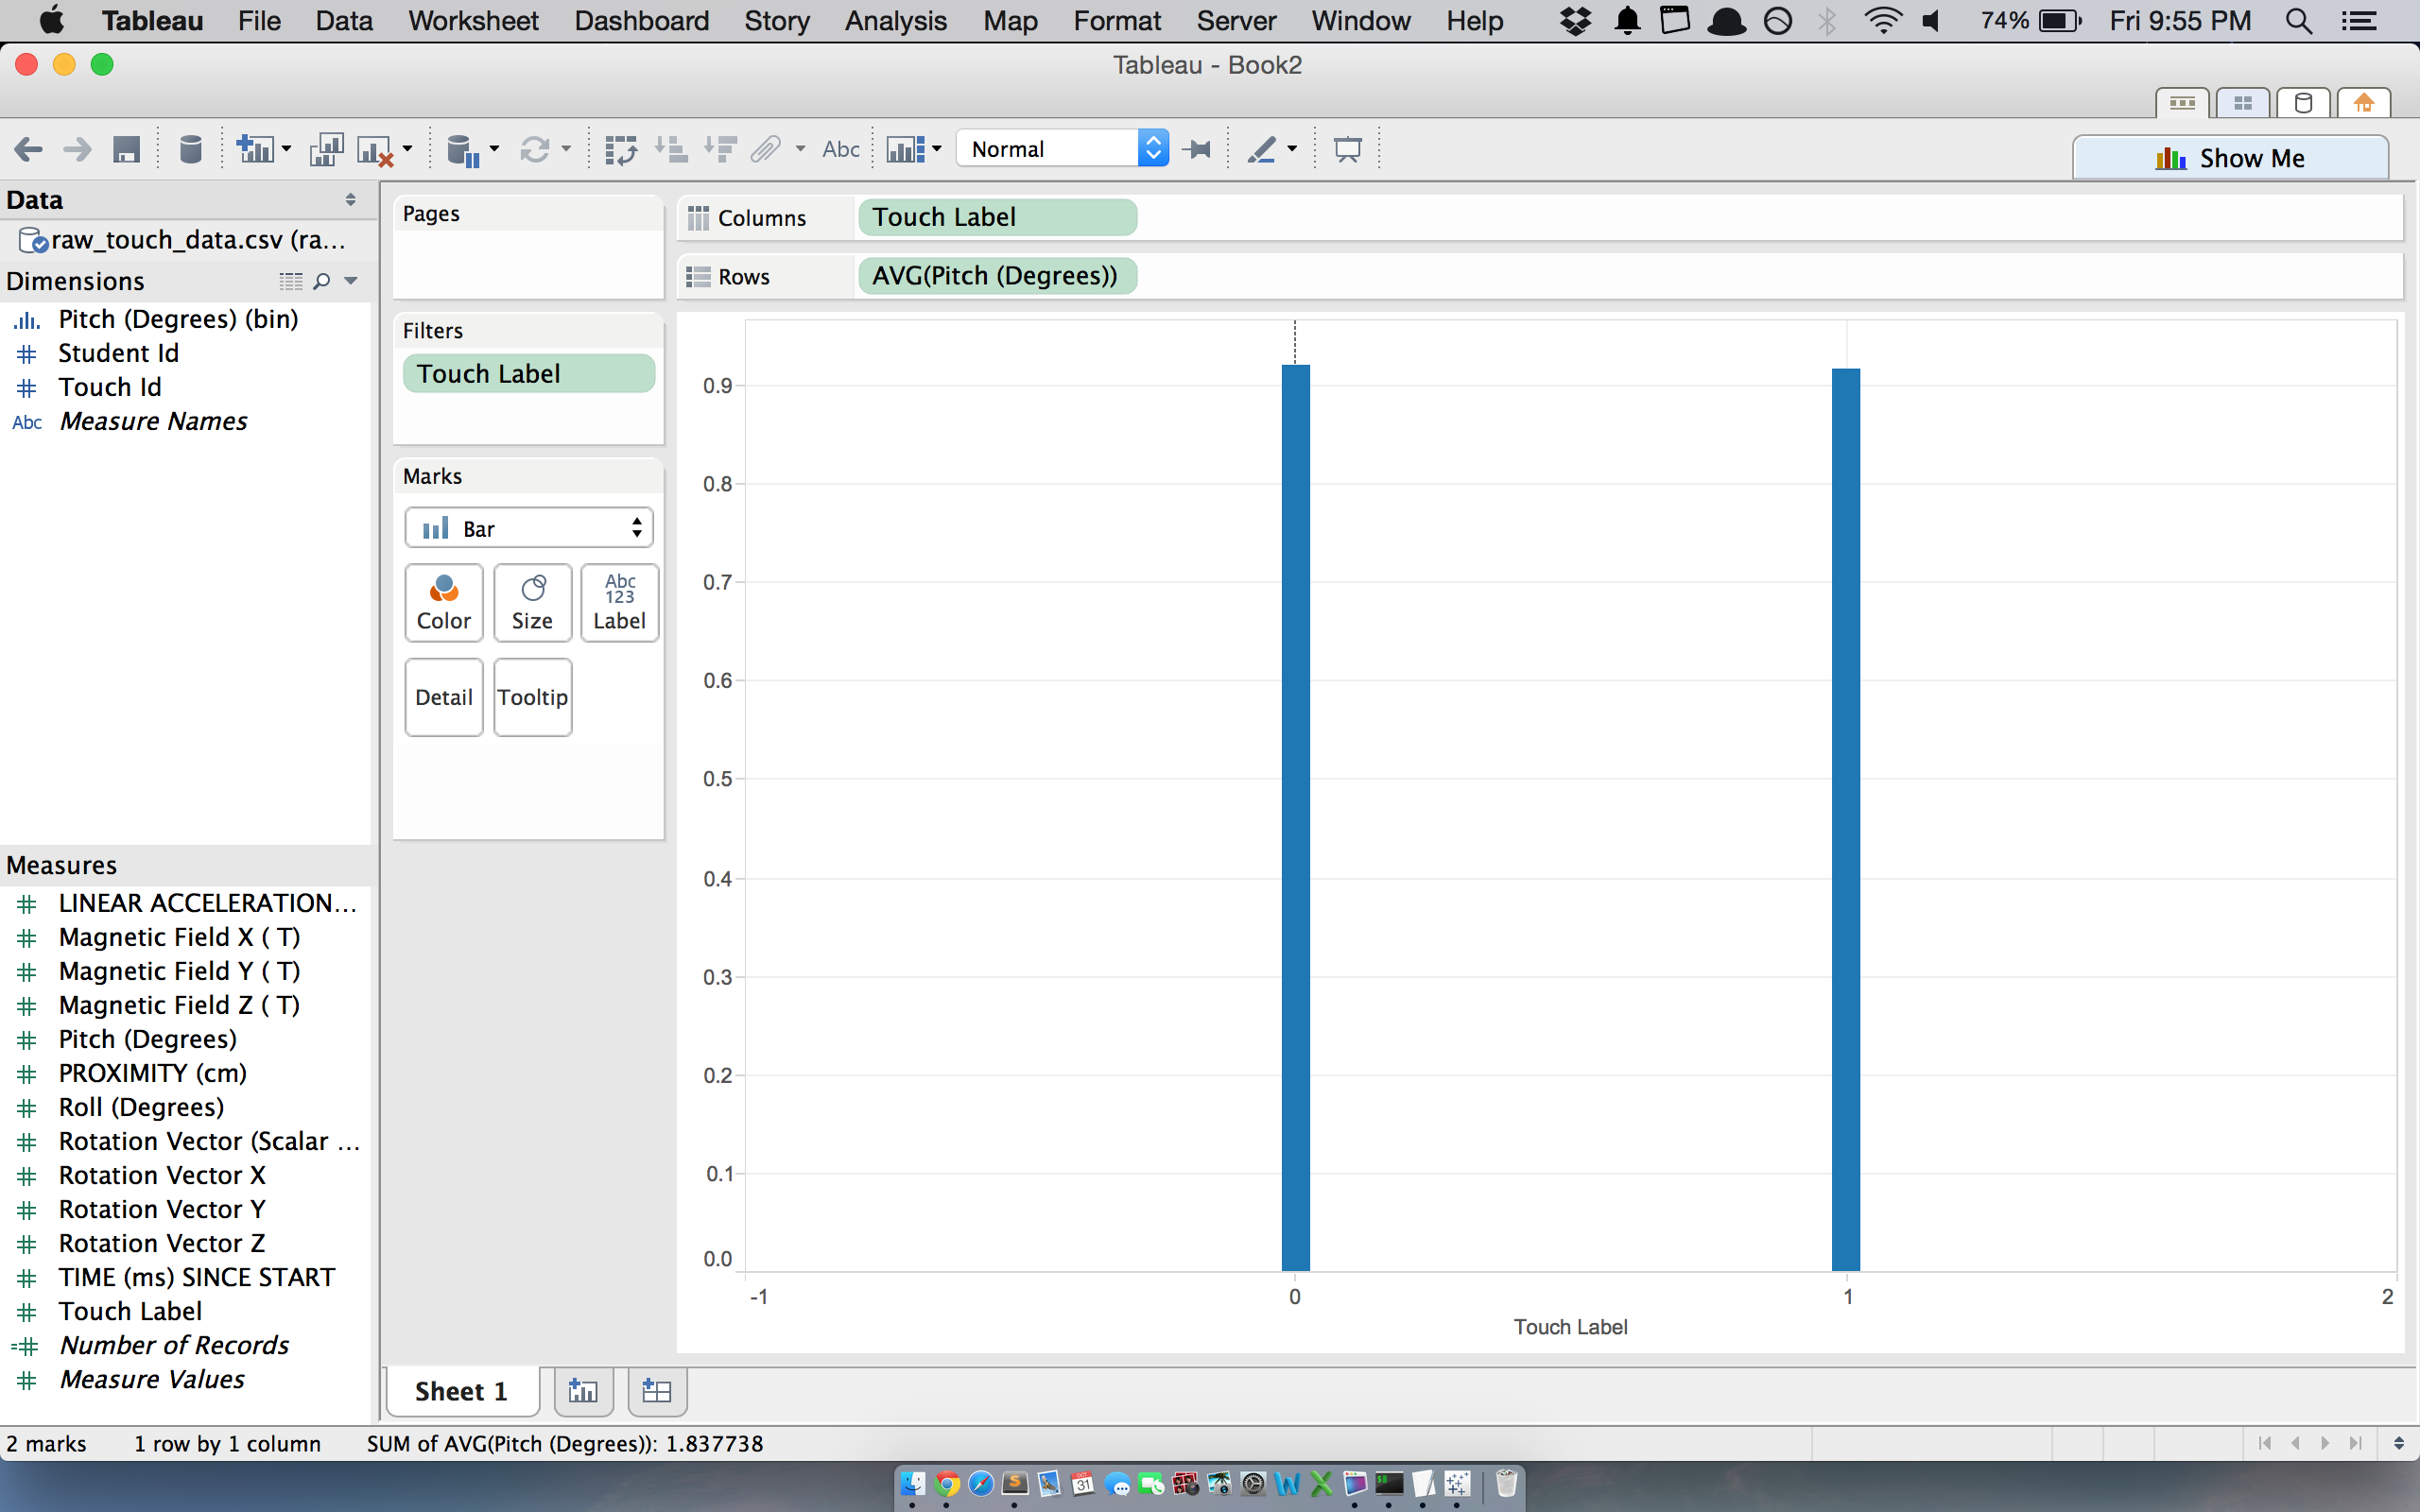 Tableau File Data Worksheet Dashboard Story Analysis Map Format Server Window Help 74% Fri 9:55 PM
Tableau - Book2
Abc Normal
Show Me
Data
raw_touch_data.csv (ra...
Dimensions
Pitch (Degrees) (bin)
Student Id
Touch Id
Abc Measure Names
Measures
LINEAR ACCELERATION...
Magnetic Field X ( T)
Magnetic Field Y ( T)
Magnetic Field Z ( T)
Pitch (Degrees)
PROXIMITY (cm)
Roll (Degrees)
Rotation Vector (Scalar ...
Rotation Vector X
Rotation Vector Y
Rotation Vector Z
TIME (ms) SINCE START
Touch Label
Number of Records
Measure Values
Pages
Filters
Touch Label
Marks
Bar
Color Size Abc 123 Label
Detail Tooltip
Columns Touch Label
Rows AVG(Pitch (Degrees))
0.9
0.8
0.7
0.6
0.5
0.4
0.3
0.2
0.1
0.0
-1 0 1 2
Touch Label
Sheet 1
2 marks 1 row by 1 column SUM of AVG(Pitch (Degrees)): 1.837738
S 31 W X